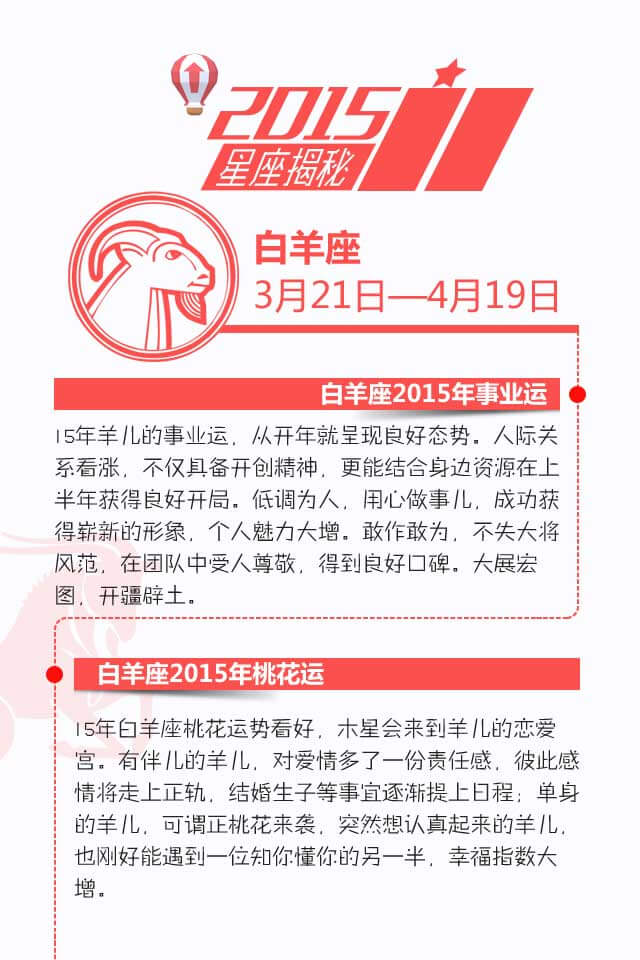 2015
星座揭秘
白羊座
3月21日—4月19日
白羊座2015年事业运
15年羊儿的事业运，从开年就呈现良好态势。人际关
系看涨，不仅具备开创精神，更能结合身边资源在上
半年获得良好开局。低调为人，用心做事儿，成功获
得崭新的形象，个人魅力大增。敢作敢为，不失大将
风范，在团队中受人尊敬，得到良好口碑。大展宏
图，开疆辟土。
白羊座2015年桃花运
15年白羊座桃花运势看好，木星会来到羊儿的恋爱
宫。有伴儿的羊儿，对爱情多了一份责任感，彼此感
情将走上正轨，结婚生子等事宜逐渐提上日程；单身
的羊儿，可谓正桃花来袭，突然想认真起来的羊儿，
也刚好能遇到一位知你懂你的另一半，幸福指数大
增。